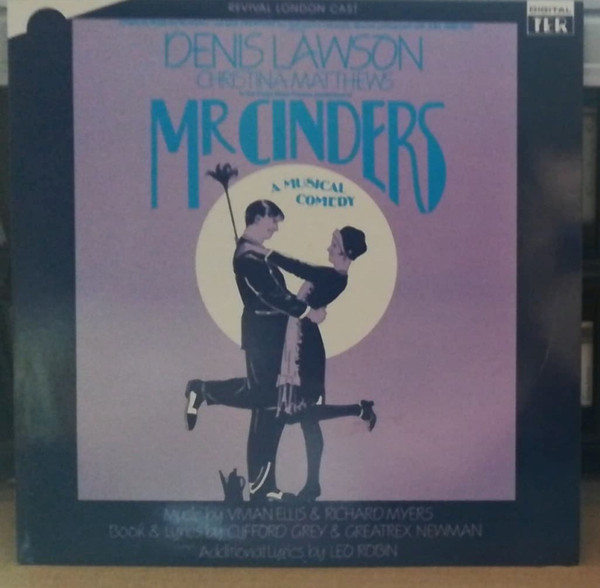 REVIVAL LONDON CAST
DIGITAL
TER
DENIS LAWSON
CHRISTINA MATTHEWS
MR CINDERS
A MUSICAL
COMEDY
Music by VIVIAN ELLIS & RICHARD MYERS
Book & Lyrics by CLIFFORD GREY & GREATREX NEWMAN
Additional Lyrics by LEO ROBIN